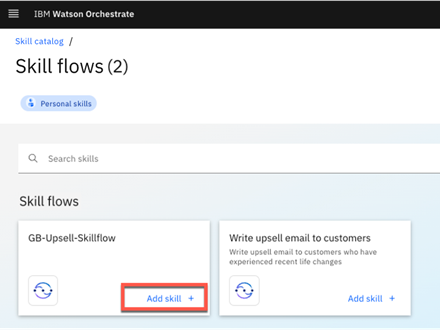 IBM Watson Orchestrate
Skill catalog /
Skill flows (2)
Personal skills
Search skills
Skill flows
GB-Upsell-Skillflow
Add skill +
Write upsell email to customers
Write upsell email to customers who have
experienced recent life changes
Add skill +